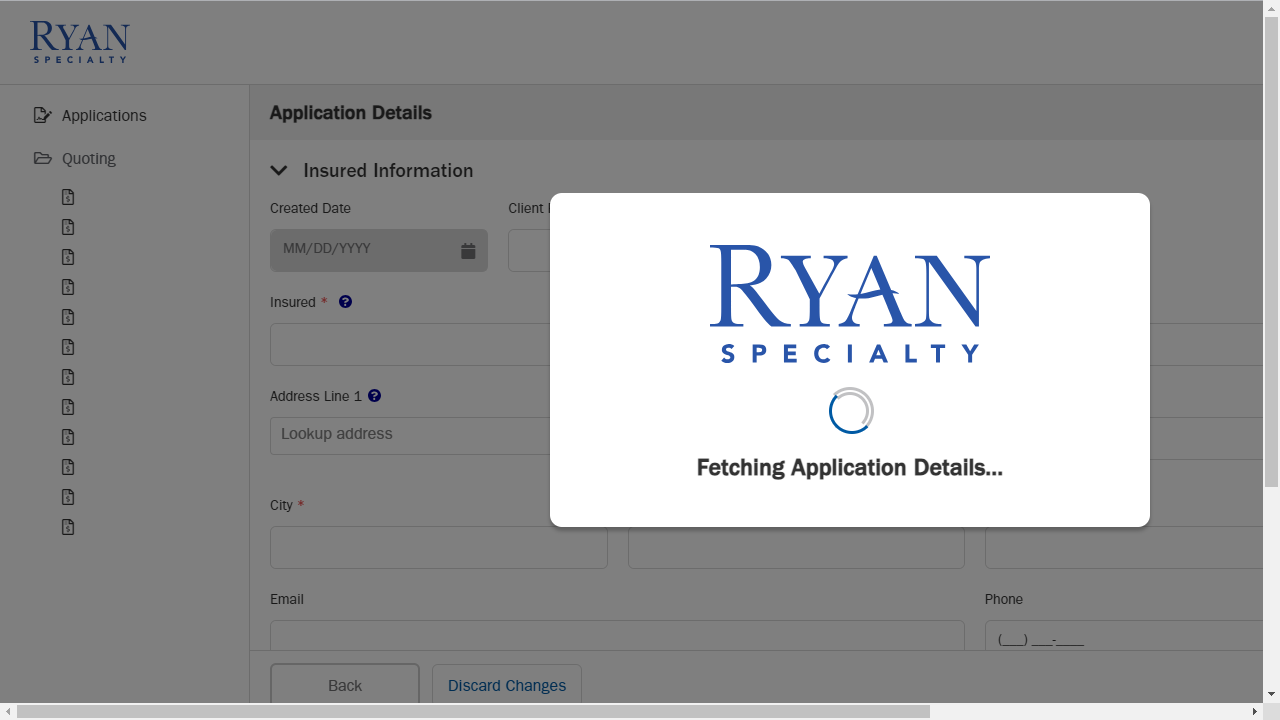 RYAN
SPECIALTY
Applications
Quoting
Application Details
Insured Information
Created Date
Client
MM/DD/YYYY
Insured *
Address Line 1
Lookup address
City *
Email
Phone
(___) ___-____
Back
Discard Changes
RYAN
SPECIALTY
Fetching Application Details...